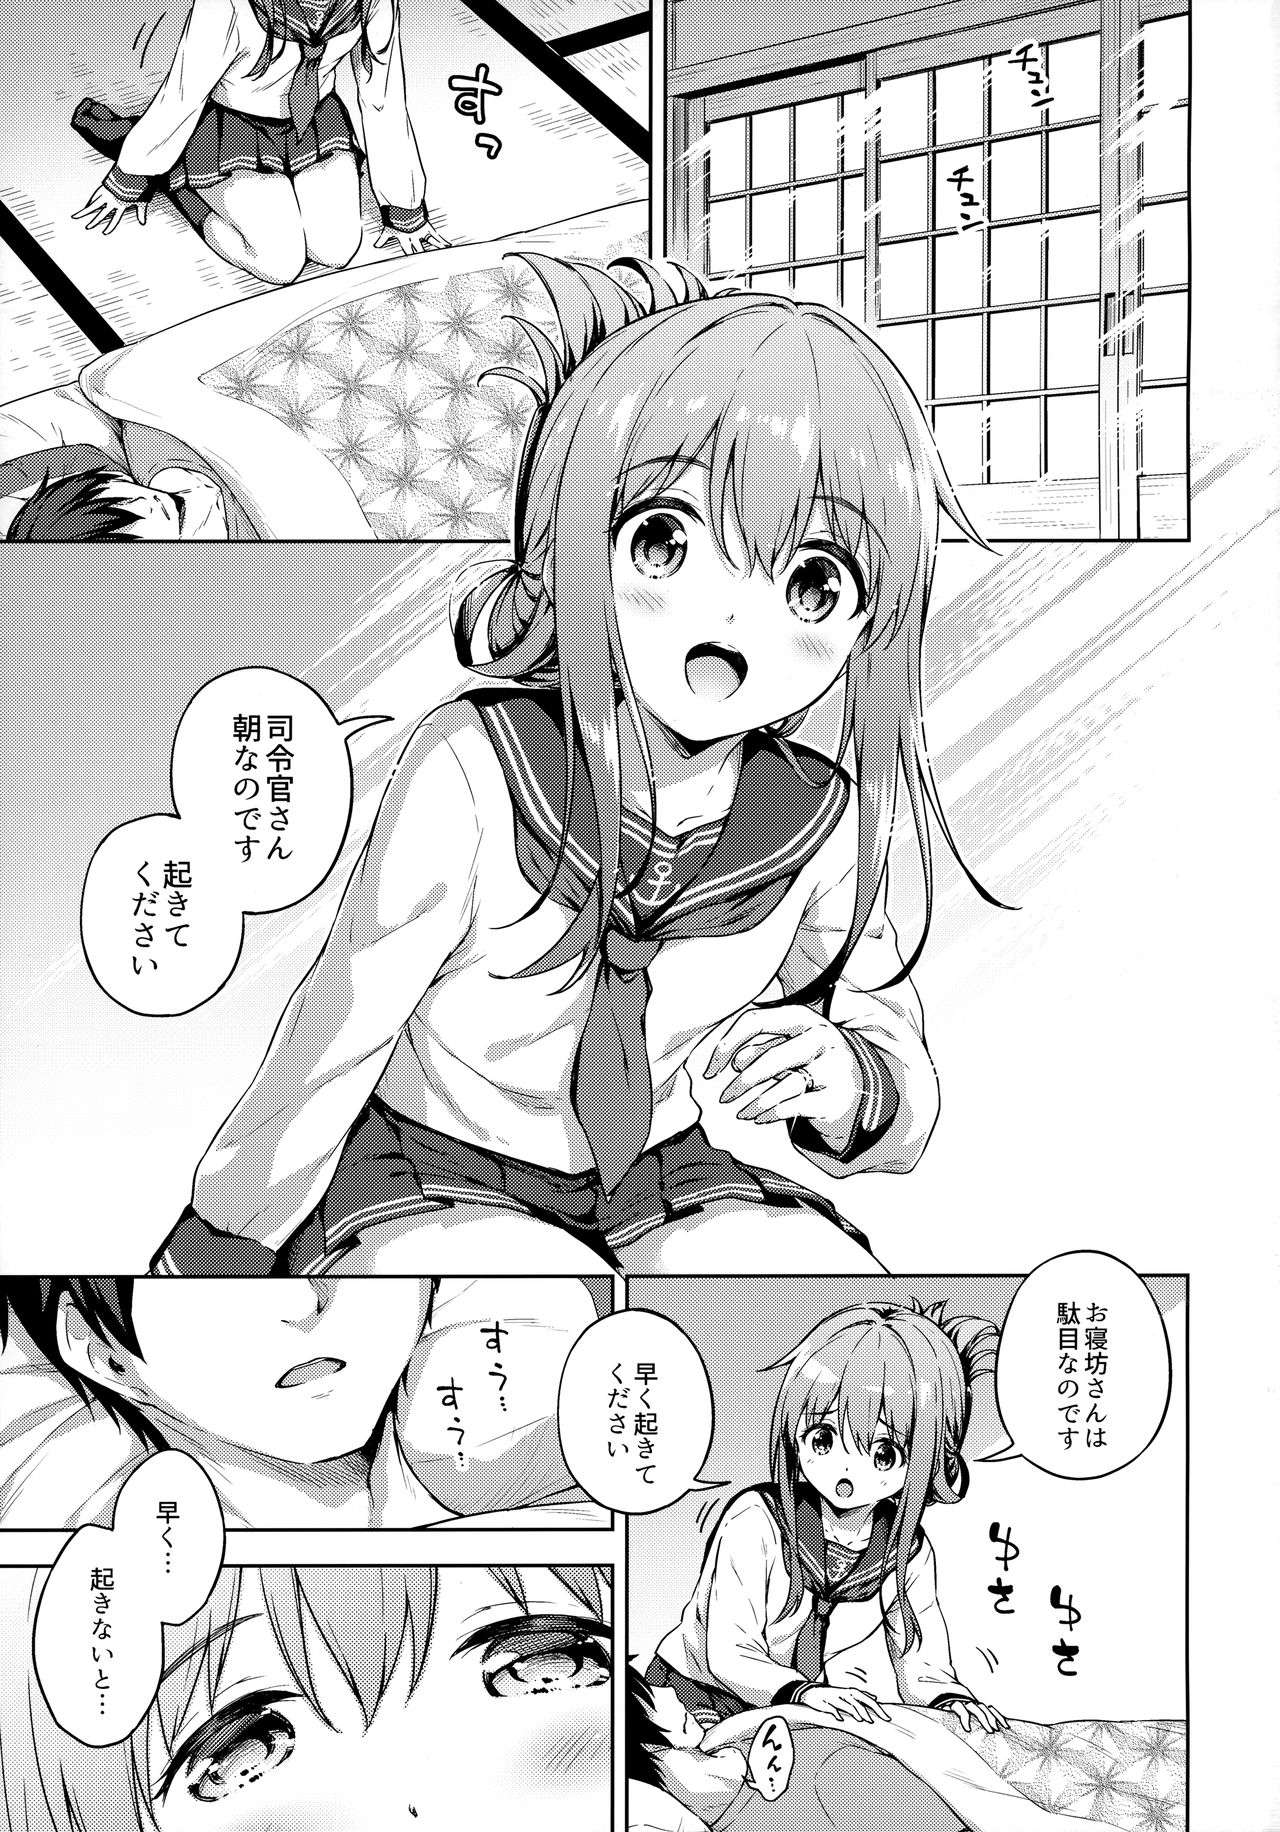 チュン
チュン
すっ
司令官さん
朝なのです
起きて
ください
お寝坊さんは
駄目なのです
早く起きて
ください
ゆさ
ゆさ
んん…
すぅ…
すぅ…
早く…
起きないと…